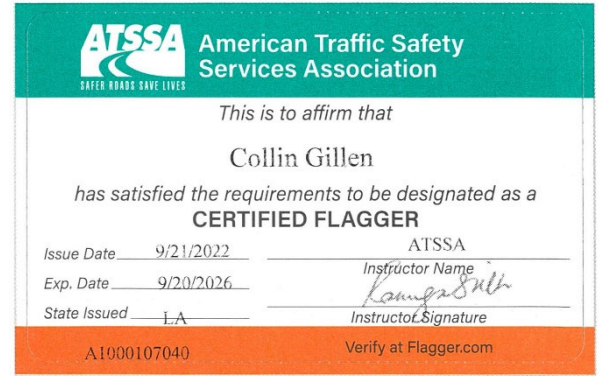 ATSSA
SAFER ROADS SAVE LIVES
American Traffic Safety
Services Association
This is to affirm that
Collin Gillen
has satisfied the requirements to be designated as a
CERTIFIED FLAGGER
Issue Date 9/21/2022
ATSSA
Instructor Name
Exp. Date 9/20/2026
State Issued LA
Instructor Signature
A1000107040
Verify at Flagger.com